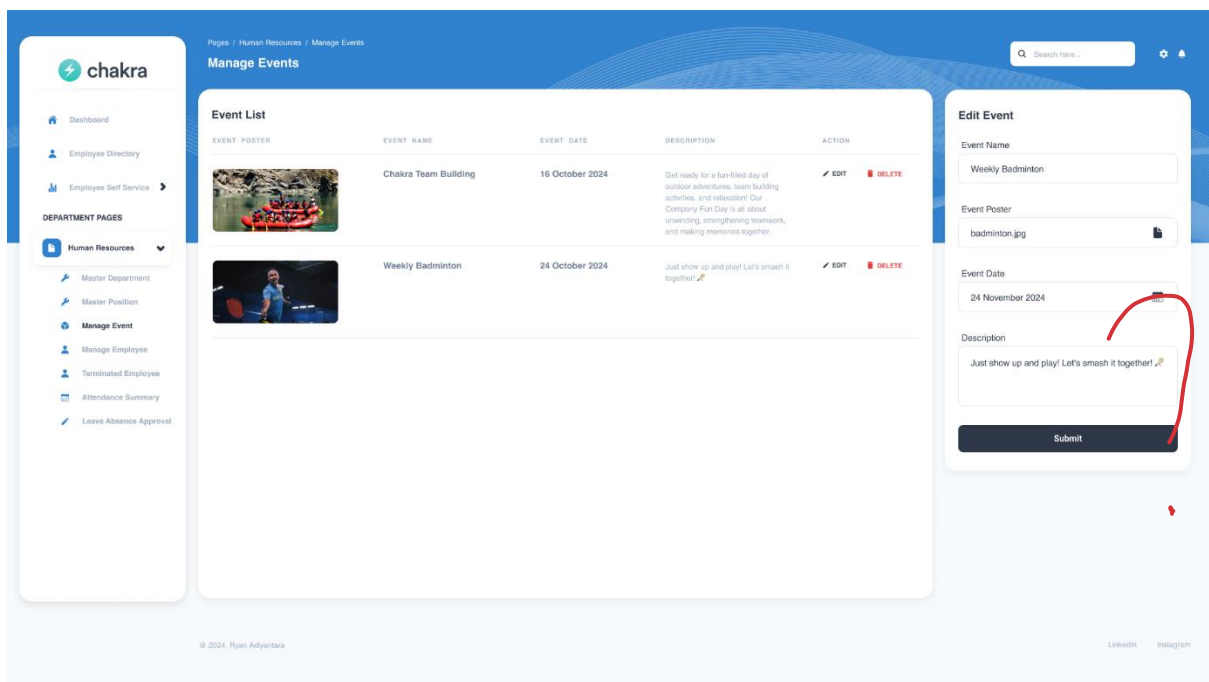 Pages / Human Resources / Manage Events
Manage Events
Search here...
chakra
Dashboard
Employee Directory
Employee Self Service
DEPARTMENT PAGES
Human Resources
Master Department
Master Position
Manage Event
Manage Employee
Terminated Employee
Attendance Summary
Leave Absence Approval
Event List
EVENT POSTER EVENT NAME EVENT DATE DESCRIPTION ACTION
Chakra Team Building 16 October 2024 EDIT DELETE
Get ready for a fun-filled day of
outdoor adventures, team building
activities, and relaxation! Our
Company Fun Day is all about
unwinding, strengthening teamwork,
and making memories together.
Weekly Badminton 24 October 2024 EDIT DELETE
Just show up and play! Let's smash it
together!
Edit Event
Event Name
Weekly Badminton
Event Poster
badminton.jpg
Event Date
24 November 2024
Description
Just show up and play! Let's smash it together!
Submit
© 2024, Ryan Adiyantara
LinkedIn Instagram